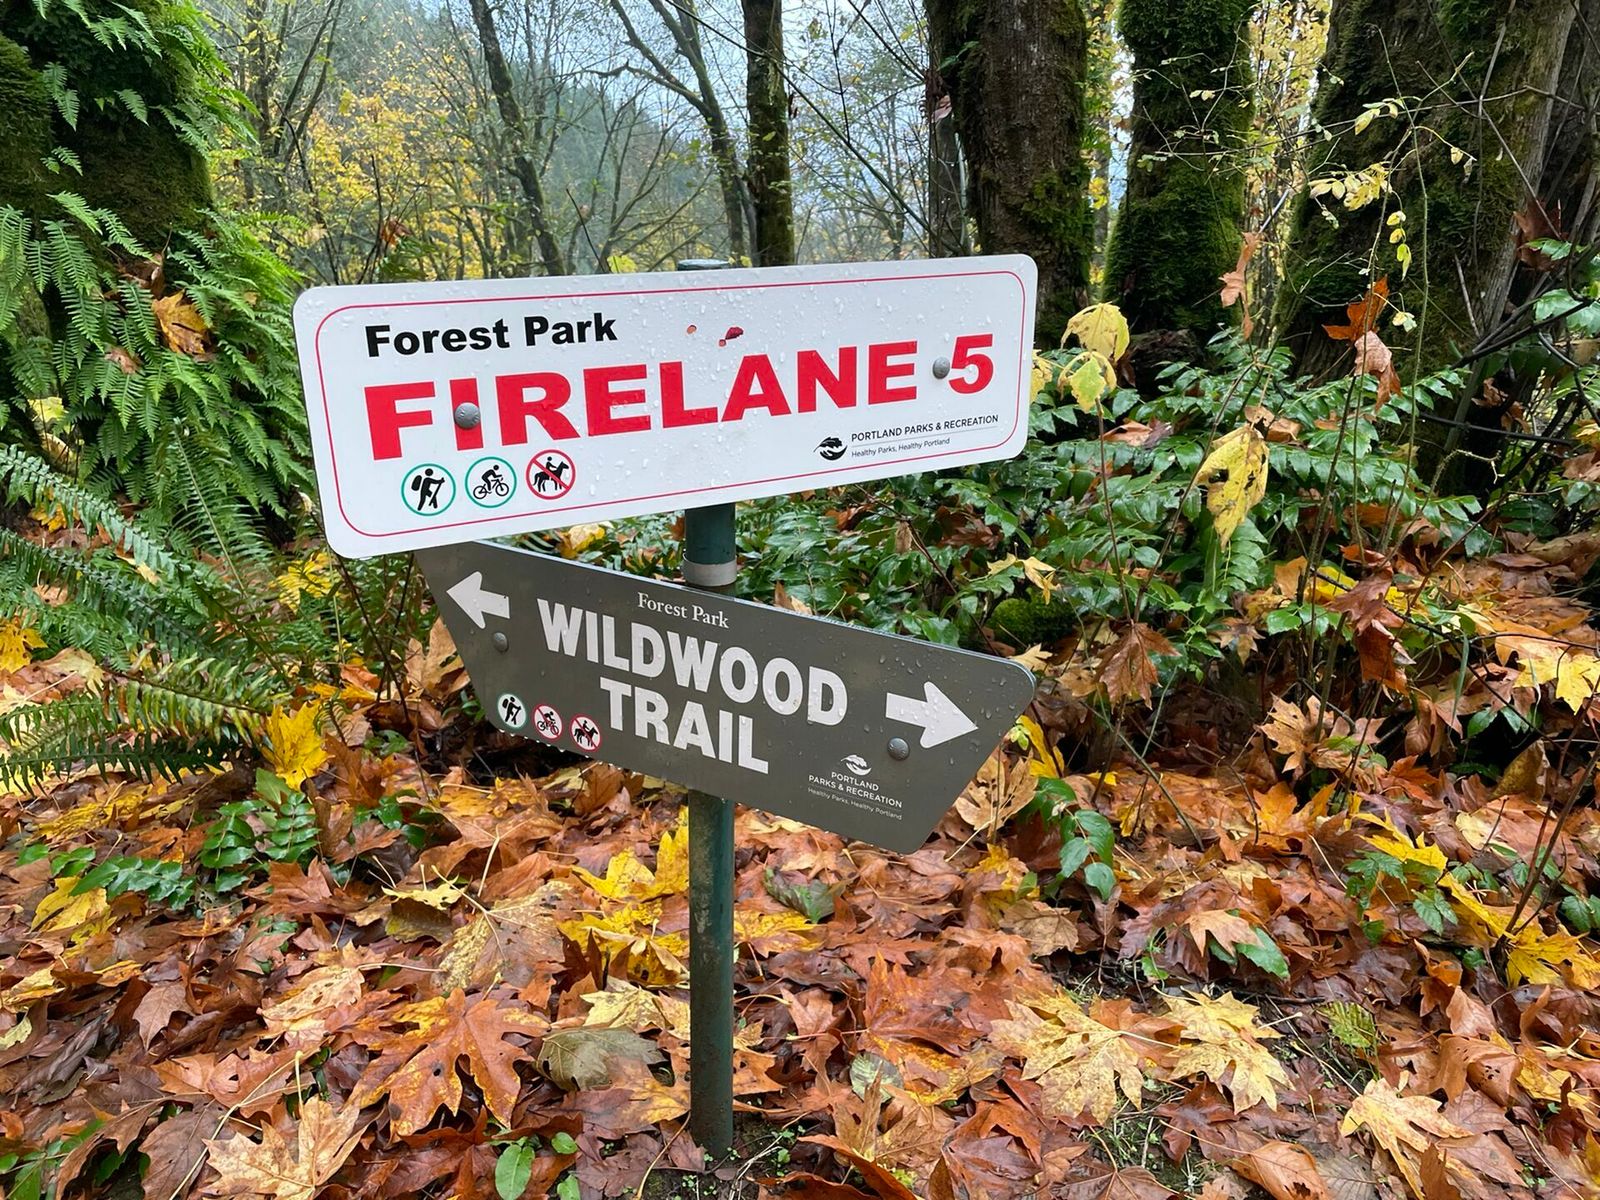 Forest Park
FIRELANE 5
PORTLAND PARKS & RECREATION
Healthy Parks, Healthy Portland
Forest Park
WILDWOOD
TRAIL
PORTLAND
PARKS & RECREATION
Healthy Parks, Healthy Portland